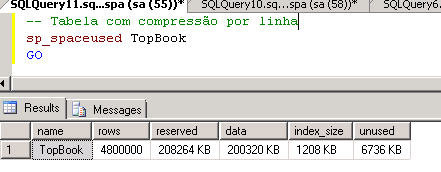 SQLQuery11.sq...spa (sa (55))* SQLQuery10.sq...spa (sa (58))* SQLQuery6.
-- Tabela com compressão por linha
sp_spaceused TopBook
GO
Results Messages
name rows reserved data index_size unused
1 TopBook 4800000 208264 KB 200320 KB 1208 KB 6736 KB